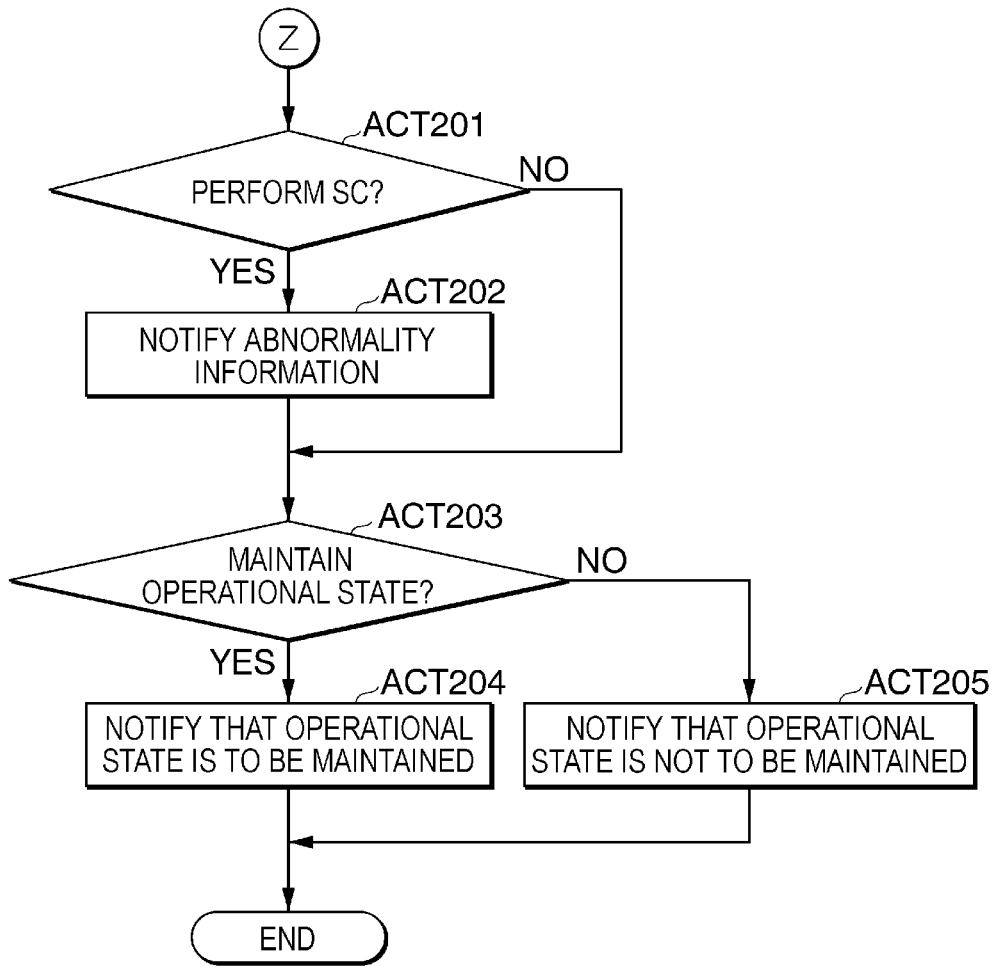 Z
ACT201
PERFORM SC?
NO
YES
ACT202
NOTIFY ABNORMALITY
INFORMATION
ACT203
MAINTAIN
OPERATIONAL STATE?
NO
YES
ACT204
NOTIFY THAT OPERATIONAL
STATE IS TO BE MAINTAINED
ACT205
NOTIFY THAT OPERATIONAL
STATE IS NOT TO BE MAINTAINED
END